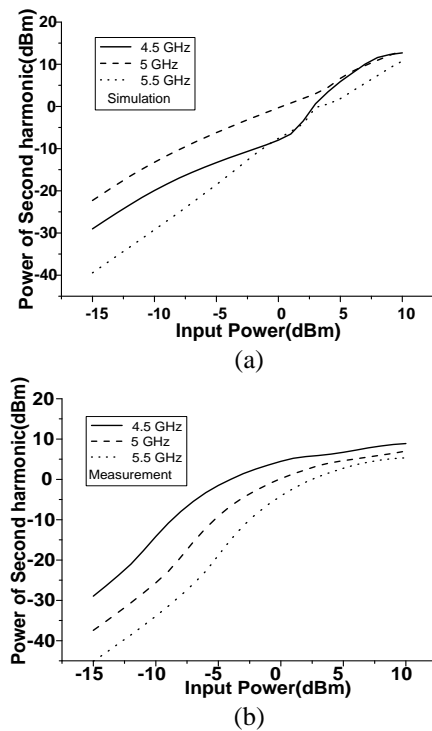 20
10
0
-10
-20
-30
-40
Power of Second harmonic(dBm)
4.5 GHz
5 GHz
5.5 GHz
Simulation
-15 -10 -5 0 5 10
Input Power(dBm)
(a)
20
10
0
-10
-20
-30
-40
Power of Second harmonic(dBm)
4.5 GHz
5 GHz
5.5 GHz
Measurement
-15 -10 -5 0 5 10
Input Power(dBm)
(b)